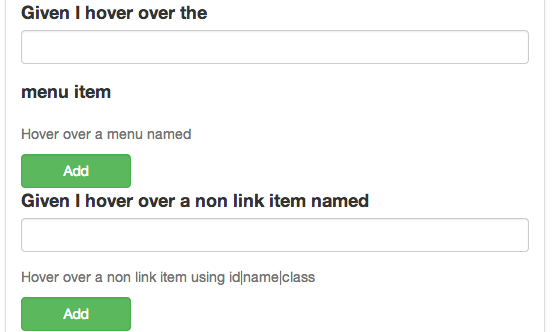 Given I hover over the
menu item
Hover over a menu named
Add
Given I hover over a non link item named
Hover over a non link item using id|name|class
Add